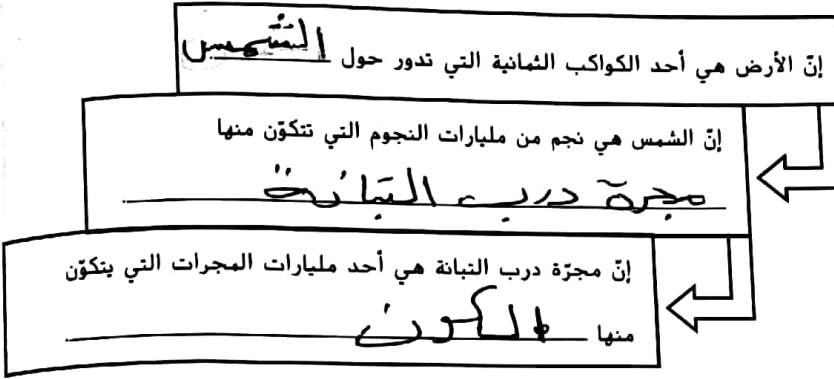 إنّ الأرض هي أحد الكواكب الثمانية التي تدور حول الشمس
إنّ الشمس هي نجم من مليارات النجوم التي تتكوّن منها
مجرة درب التبانة
إنّ مجرّة درب التبانة هي أحد مليارات المجرات التي يتكوّن
منها الكون